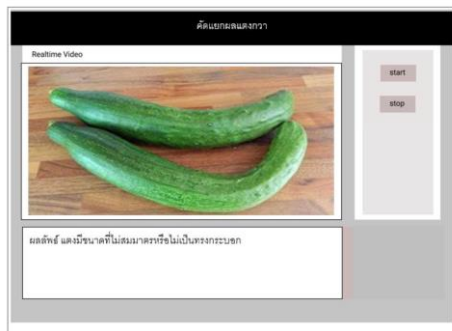 คัดแยกผลแตงกวา
Realtime Video
start
stop
ผลลัพธ์ แตงมีขนาดที่ไม่สมมาตรหรือไม่เป็นทรงกระบอก